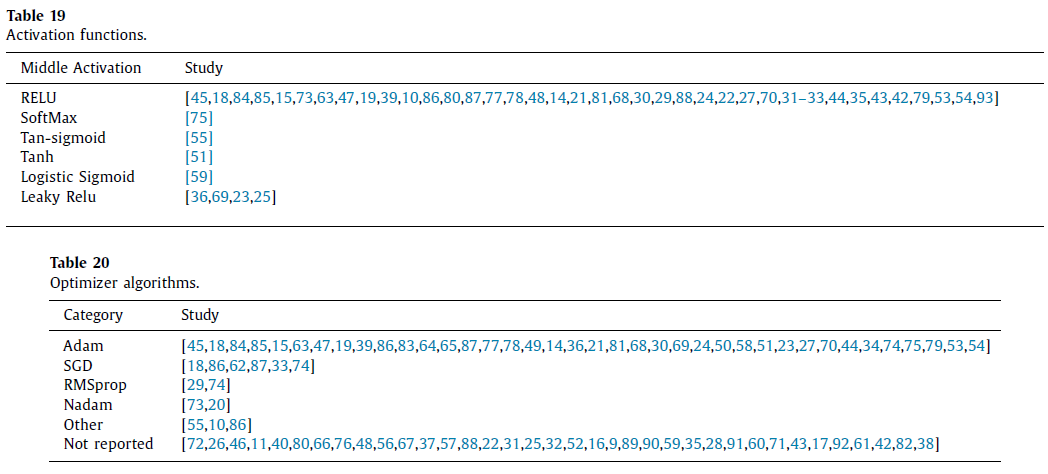 Table 19
Activation functions.
Middle Activation Study
RELU [45,18,84,85,15,73,63,47,19,39,10,86,80,87,77,78,48,14,21,81,68,30,29,88,24,22,27,70,31–33,44,35,43,42,79,53,54,93]
SoftMax [75]
Tan-sigmoid [55]
Tanh [51]
Logistic Sigmoid [59]
Leaky Relu [36,69,23,25]
Table 20
Optimizer algorithms.
Category Study
Adam [45,18,84,85,15,63,47,19,39,86,83,64,65,87,77,78,49,14,36,21,81,68,30,69,24,50,58,51,23,27,70,44,34,74,75,79,53,54]
SGD [18,86,62,87,33,74]
RMSprop [29,74]
Nadam [73,20]
Other [55,10,86]
Not reported [72,26,46,11,40,80,66,76,48,56,67,37,57,88,22,31,25,32,52,16,9,89,90,59,35,28,91,60,71,43,17,92,61,42,82,38]